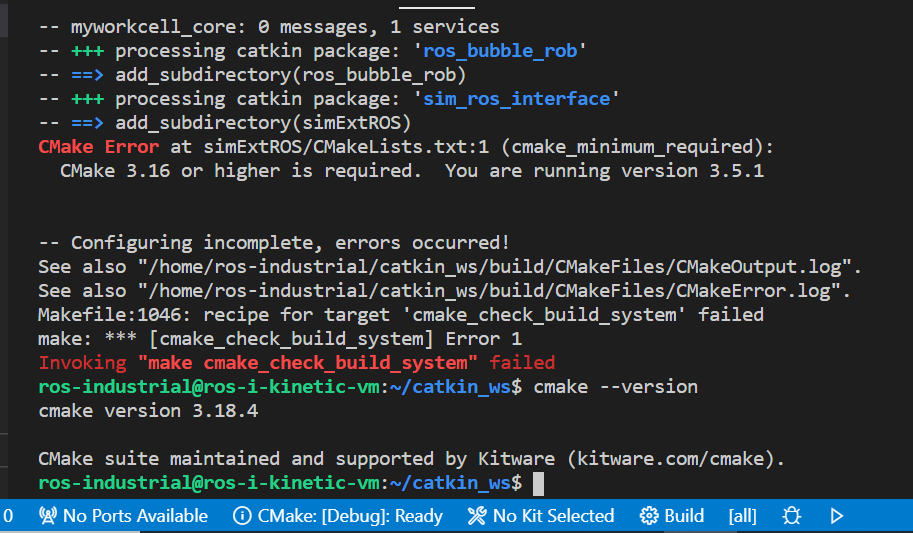 -- myworkcell_core: 0 messages, 1 services
-- +++ processing catkin package: 'ros_bubble_rob'
-- ==> add_subdirectory(ros_bubble_rob)
-- +++ processing catkin package: 'sim_ros_interface'
-- ==> add_subdirectory(simExtROS)
CMake Error at simExtROS/CMakeLists.txt:1 (cmake_minimum_required):
  CMake 3.16 or higher is required.  You are running version 3.5.1
-- Configuring incomplete, errors occurred!
See also "/home/ros-industrial/catkin_ws/build/CMakeFiles/CMakeOutput.log".
See also "/home/ros-industrial/catkin_ws/build/CMakeFiles/CMakeError.log".
Makefile:1046: recipe for target 'cmake_check_build_system' failed
make: *** [cmake_check_build_system] Error 1
Invoking "make cmake_check_build_system" failed
ros-industrial@ros-i-kinetic-vm:~/catkin_ws$ cmake --version
cmake version 3.18.4
CMake suite maintained and supported by Kitware (kitware.com/cmake).
ros-industrial@ros-i-kinetic-vm:~/catkin_ws$
0 No Ports Available CMake: [Debug]: Ready No Kit Selected Build [all]